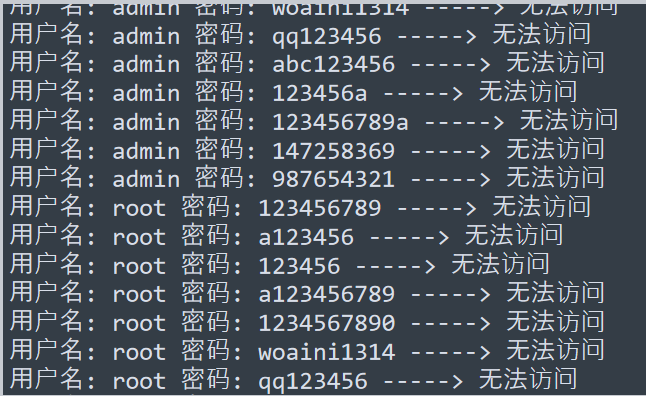 用户名: admin 密码: woaini1314 -----> 无法访问
用户名: admin 密码: qq123456 -----> 无法访问
用户名: admin 密码: abc123456 -----> 无法访问
用户名: admin 密码: 123456a -----> 无法访问
用户名: admin 密码: 123456789a -----> 无法访问
用户名: admin 密码: 147258369 -----> 无法访问
用户名: admin 密码: 987654321 -----> 无法访问
用户名: root 密码: 123456789 -----> 无法访问
用户名: root 密码: a123456 -----> 无法访问
用户名: root 密码: 123456 -----> 无法访问
用户名: root 密码: a123456789 -----> 无法访问
用户名: root 密码: 1234567890 -----> 无法访问
用户名: root 密码: woaini1314 -----> 无法访问
用户名: root 密码: qq123456 -----> 无法访问